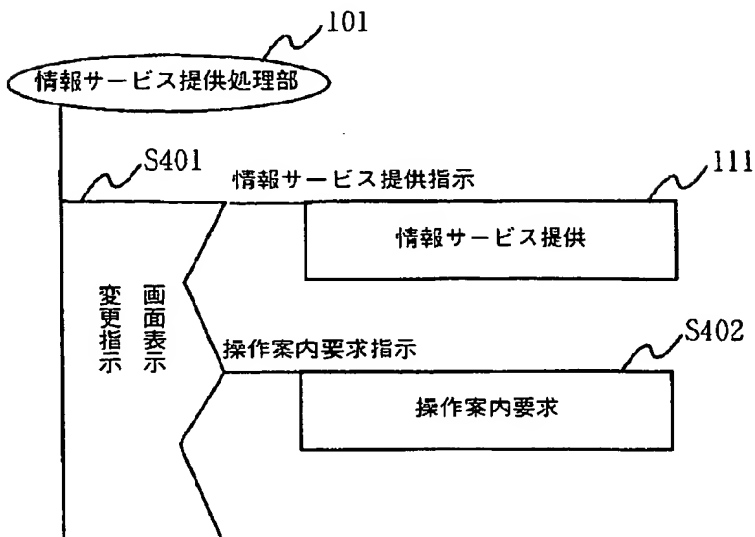 101
情報サービス提供処理部
S401
情報サービス提供指示
111
情報サービス提供
画面表示
変更指示
操作案内要求指示
S402
操作案内要求